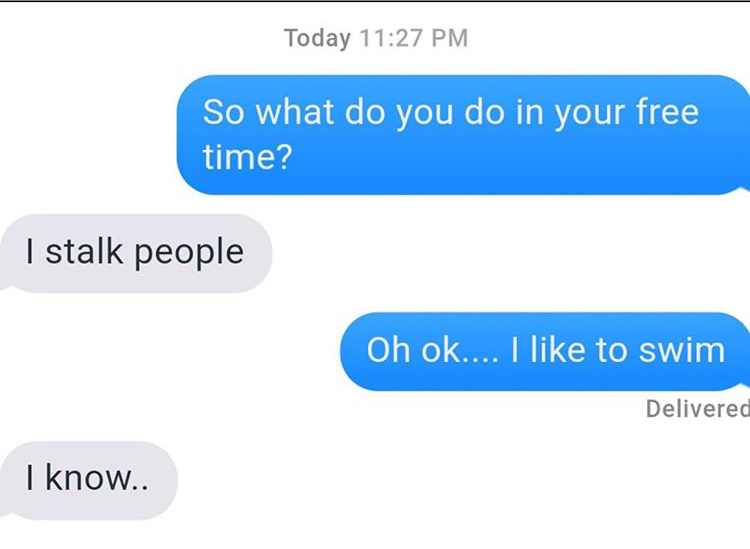 Today 11:27 PM
So what do you do in your free
time?
I stalk people
Oh ok.... I like to swim
Delivered
I know..